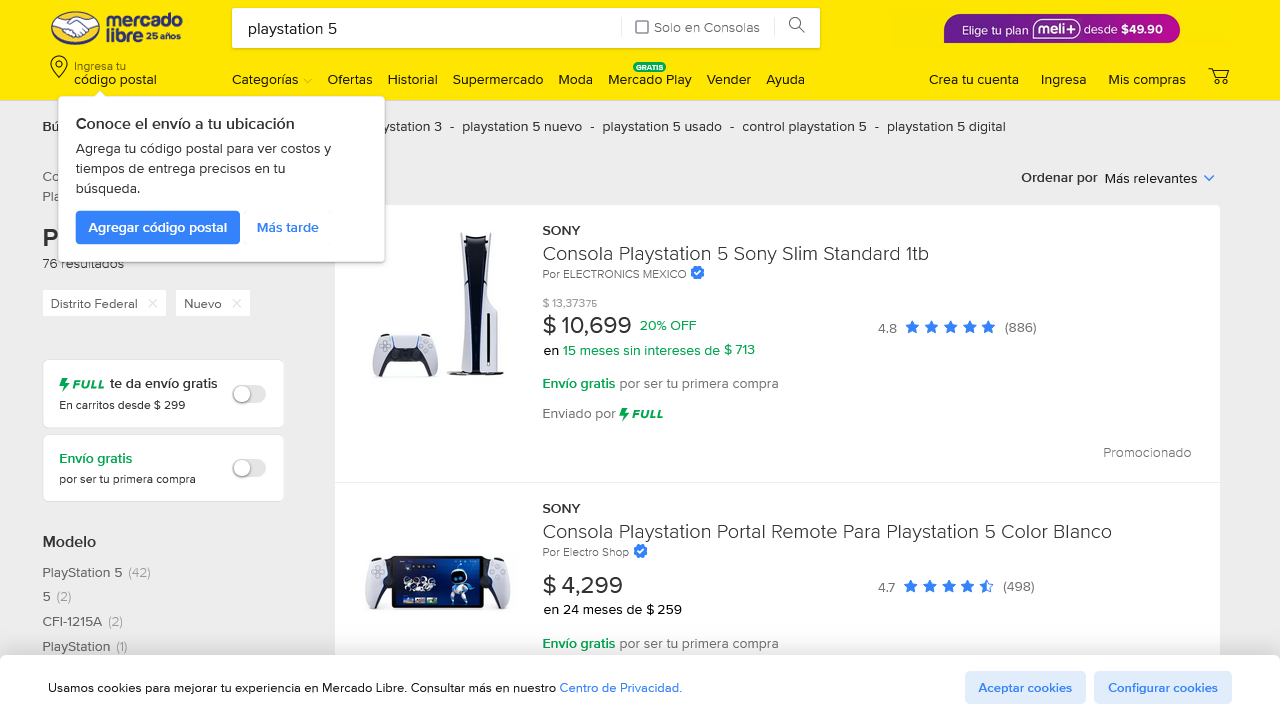 mercado
libre 25 años
playstation 5
Solo en Consolas
Elige tu plan meli+ desde $49.90
Ingresa tu
código postal
Categorías
Ofertas
Historial
Supermercado
Moda
GRATIS
Mercado Play
Vender
Ayuda
Crea tu cuenta
Ingresa
Mis compras
Conoce el envío a tu ubicación
Agrega tu código postal para ver costos y
tiempos de entrega precisos en tu
búsqueda.
Agregar código postal
Más tarde
ystation 3 - playstation 5 nuevo - playstation 5 usado - control playstation 5 - playstation 5 digital
Ordenar por Más relevantes
76 resultados
Distrito Federal
Nuevo
FULL te da envío gratis
En carritos desde $ 299
Envío gratis
por ser tu primera compra
Modelo
PlayStation 5 (42)
5 (2)
CFI-1215A (2)
PlayStation (1)
SONY
Consola Playstation 5 Sony Slim Standard 1tb
Por ELECTRONICS MEXICO
$ 13,373 75
$ 10,699 20% OFF
en 15 meses sin intereses de $ 713
4.8 (886)
Envío gratis por ser tu primera compra
Enviado por FULL
Promocionado
SONY
Consola Playstation Portal Remote Para Playstation 5 Color Blanco
Por Electro Shop
$ 4,299
en 24 meses de $ 259
4.7 (498)
Envío gratis por ser tu primera compra
Usamos cookies para mejorar tu experiencia en Mercado Libre. Consultar más en nuestro Centro de Privacidad.
Aceptar cookies
Configurar cookies